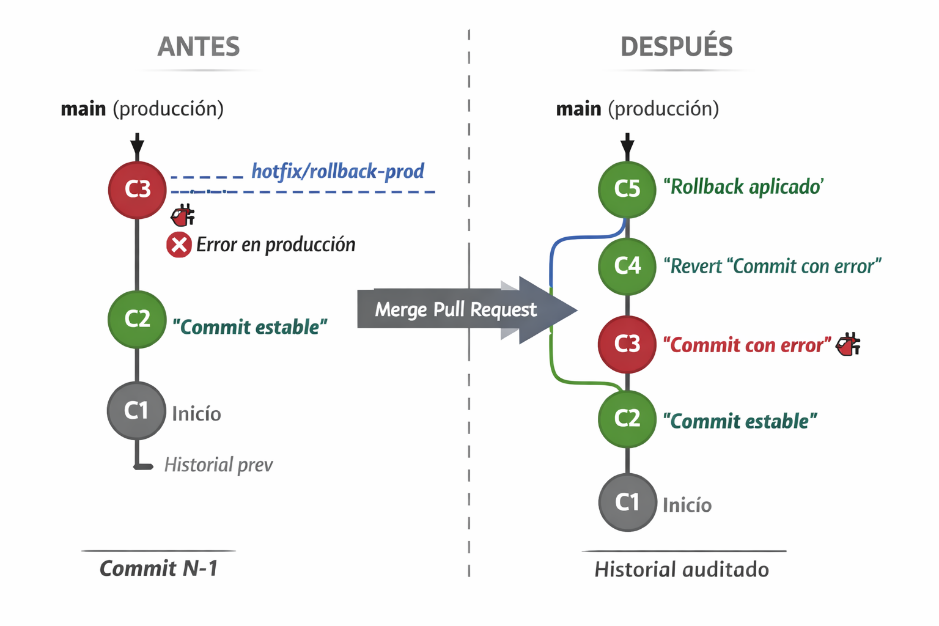 ANTES
main (producción)
C3
hotfix/rollback-prod
Error en producción
C2
"Commit estable"
C1
Inicío
Historial prev
Commit N-1
Merge Pull Request
DESPUÉS
main (producción)
C5
"Rollback aplicado'
C4
"Revert "Commit con error"
C3
"Commit con error"
C2
"Commit estable"
C1
Inicío
Historial auditado